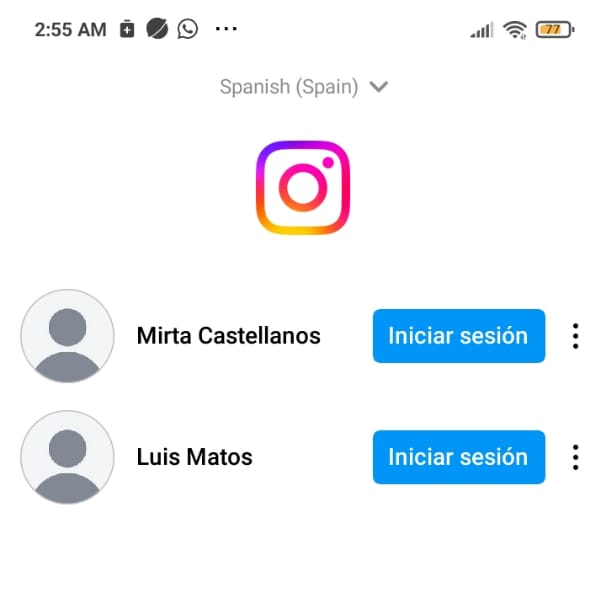 2:55 AM 77
Spanish (Spain)
Mirta Castellanos Iniciar sesión
Luis Matos Iniciar sesión